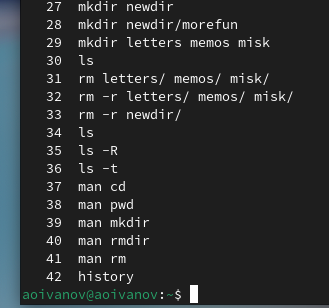 27 mkdir newdir
28 mkdir newdir/morefun
29 mkdir letters memos misk
30 ls
31 rm letters/ memos/ misk/
32 rm -r letters/ memos/ misk/
33 rm -r newdir/
34 ls
35 ls -R
36 ls -t
37 man cd
38 man pwd
39 man mkdir
40 man rmdir
41 man rm
42 history
aoivanov@aoivanov:~$